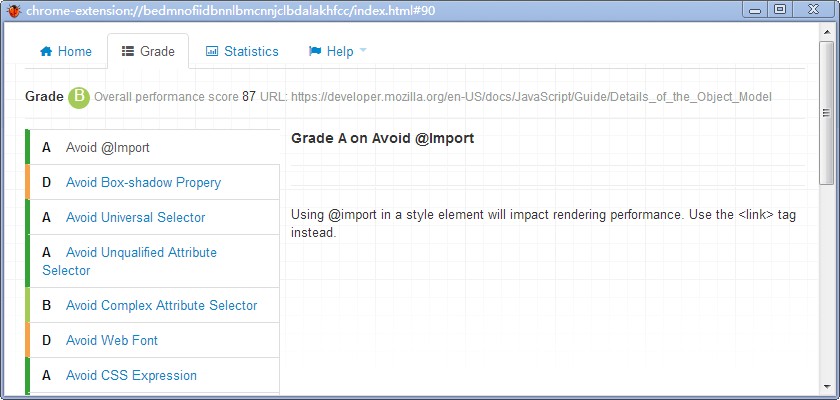 chrome-extension://bedmnofiidbnnlbmcnnjclbdalakhfcc/index.html#90
Home Grade Statistics Help
Grade B Overall performance score 87 URL: https://developer.mozilla.org/en-US/docs/JavaScript/Guide/Details_of_the_Object_Model
A Avoid @Import
D Avoid Box-shadow Propery
A Avoid Universal Selector
A Avoid Unqualified Attribute
Selector
B Avoid Complex Attribute Selector
D Avoid Web Font
A Avoid CSS Expression
Grade A on Avoid @Import
Using @import in a style element will impact rendering performance. Use the <link> tag
instead.